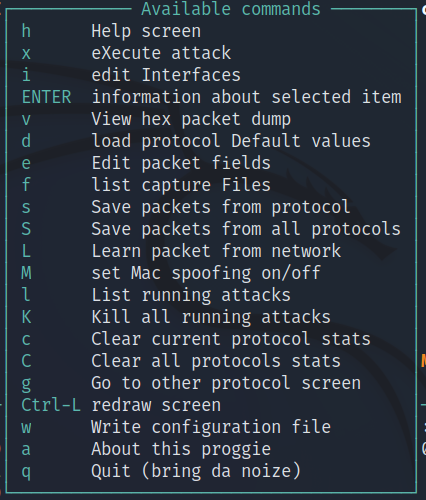 Available commands
h Help screen
x eXecute attack
i edit Interfaces
ENTER information about selected item
v View hex packet dump
d load protocol Default values
e Edit packet fields
f list capture Files
s Save packets from protocol
S Save packets from all protocols
L Learn packet from network
M set Mac spoofing on/off
l List running attacks
K Kill all running attacks
c Clear current protocol stats
C Clear all protocols stats
g Go to other protocol screen
Ctrl-L redraw screen
w Write configuration file
a About this proggie
q Quit (bring da noize)